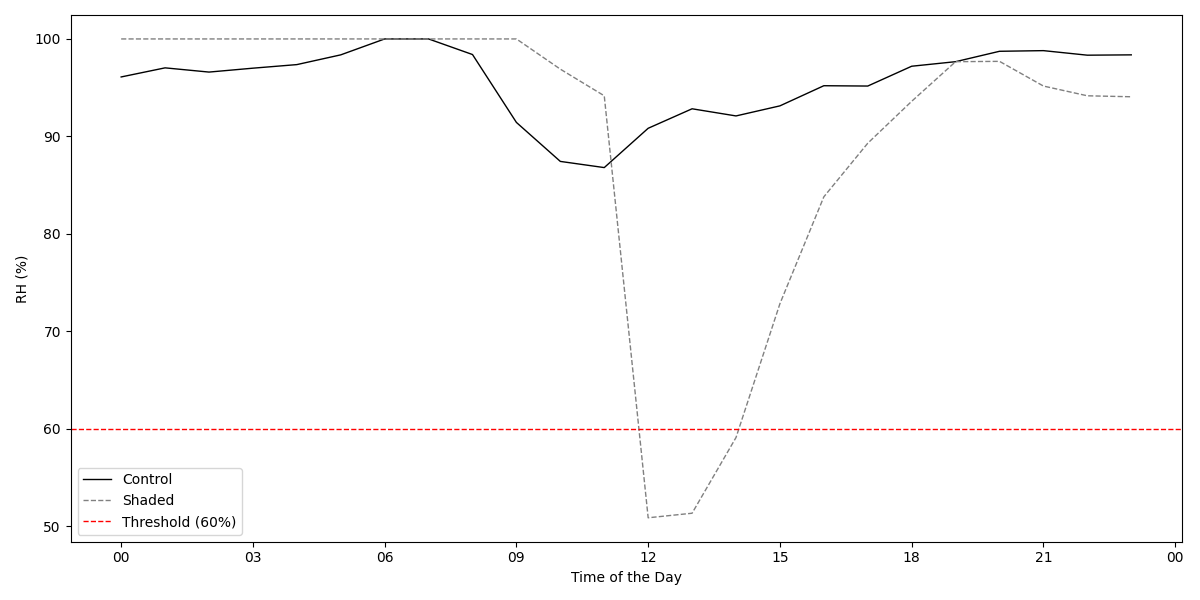 RH (%)
100
90
80
70
60
50
Control
Shaded
Threshold (60%)
00 03 06 09 12 15 18 21 00
Time of the Day